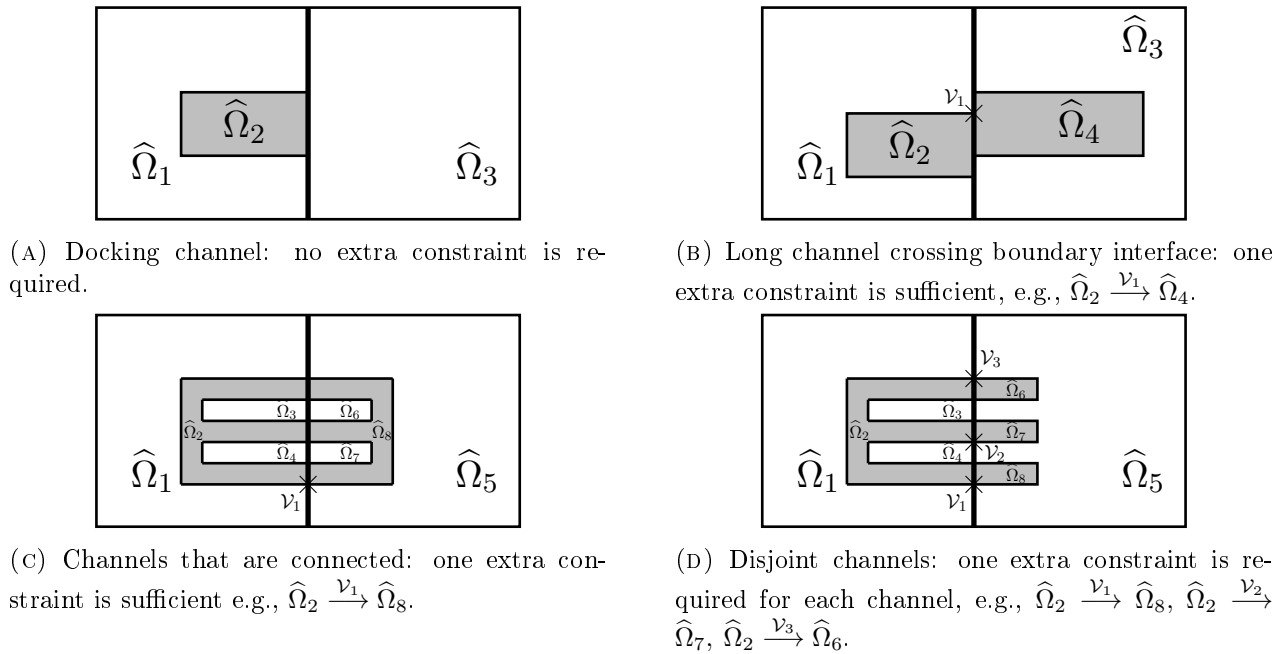 Ω̂₁ Ω̂₂ Ω̂₃
𝒱₁ Ω̂₃
Ω̂₁ Ω̂₂ Ω̂₄
(A) Docking channel: no extra constraint is re-
quired.
(B) Long channel crossing boundary interface: one
extra constraint is sufficient, e.g., Ω̂₂ —𝒱₁→ Ω̂₄.
Ω̂₃ Ω̂₆
Ω̂₂ Ω̂₈
Ω̂₄ Ω̂₇
Ω̂₁ Ω̂₅
𝒱₁
𝒱₃
Ω̂₆
Ω̂₃
Ω̂₂ Ω̂₇
Ω̂₄ 𝒱₂
Ω̂₁ Ω̂₈ Ω̂₅
𝒱₁
(C) Channels that are connected: one extra con-
straint is sufficient e.g., Ω̂₂ —𝒱₁→ Ω̂₈.
(D) Disjoint channels: one extra constraint is re-
quired for each channel, e.g., Ω̂₂ —𝒱₁→ Ω̂₈, Ω̂₂ —𝒱₂→
Ω̂₇, Ω̂₂ —𝒱₃→ Ω̂₆.